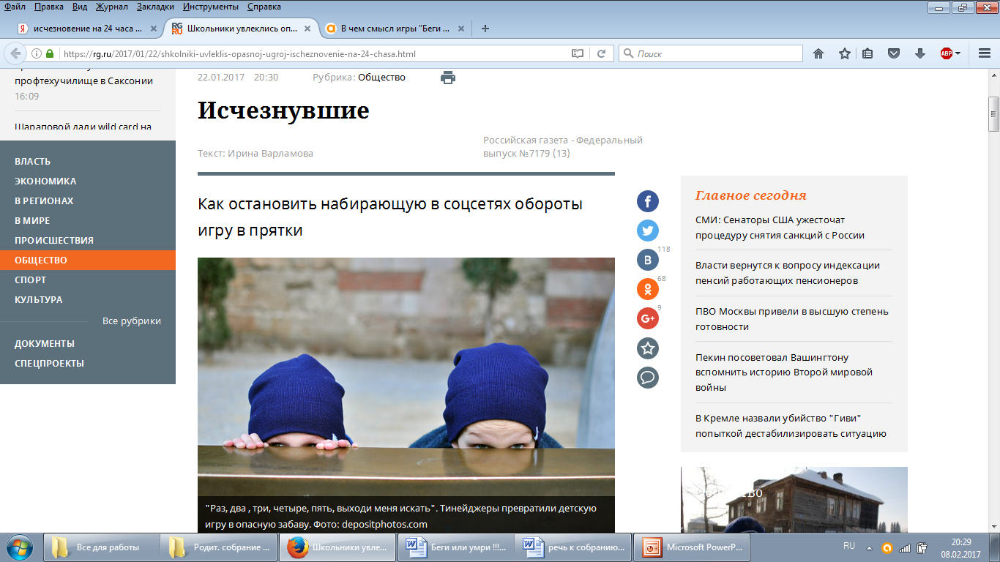 Файл Правка Вид Журнал Закладки Инструменты Справка
исчезновение на 24 часа ...
Школьники увлеклись оп...
В чем смысл игры "Беги ...
https://rg.ru/2017/01/22/shkolniki-uvleklis-opasnoj-ugroj-ischeznovenie-na-24-chasa.html
Поиск
ABP
профтехучилище в Саксонии
16:09
Шараповой дали wild card на
ВЛАСТЬ
ЭКОНОМИКА
В РЕГИОНАХ
В МИРЕ
ПРОИСШЕСТВИЯ
ОБЩЕСТВО
СПОРТ
КУЛЬТУРА
Все рубрики
ДОКУМЕНТЫ
СПЕЦПРОЕКТЫ
22.01.2017 20:30 Рубрика: Общество
Исчезнувшие
Текст: Ирина Варламова
Российская газета - Федеральный
выпуск №7179 (13)
Как остановить набирающую в соцсетях обороты
игру в прятки
"Раз, два , три, четыре, пять, выходи меня искать". Тинейджеры превратили детскую
игру в опасную забаву. Фото: depositphotos.com
118
68
9
Главное сегодня
СМИ: Сенаторы США ужесточат
процедуру снятия санкций с России
Власти вернутся к вопросу индексации
пенсий работающих пенсионеров
ПВО Москвы привели в высшую степень
готовности
Пекин посоветовал Вашингтону
вспомнить историю Второй мировой
войны
В Кремле назвали убийство "Гиви"
попыткой дестабилизировать ситуацию
Все для работы
Родит. собрание ...
Школьники увле...
Беги или умри !!!...
речь к собранию...
Microsoft PowerP...
RU
20:29
08.02.2017